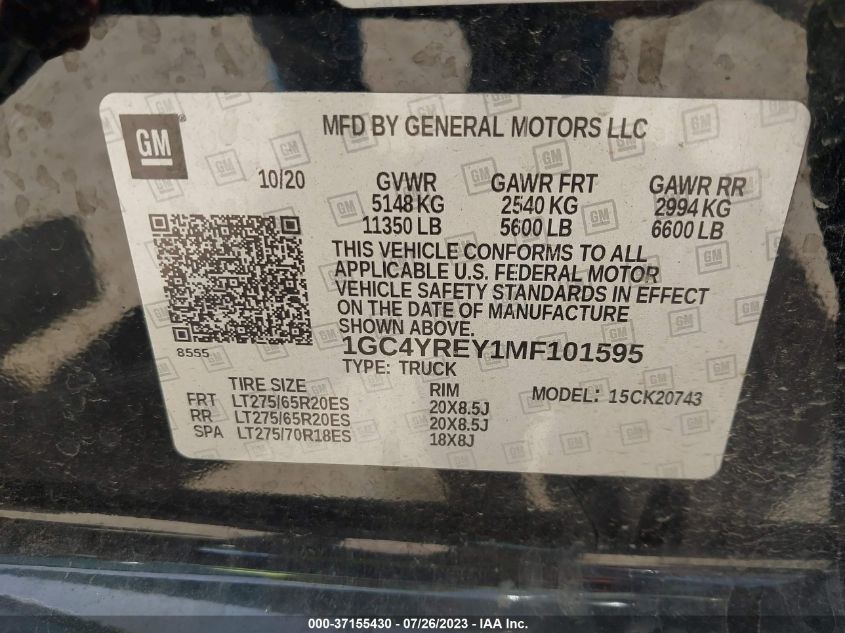 GM
MFD BY GENERAL MOTORS LLC
10/20
GVWR GAWR FRT GAWR RR
5148 KG 2540 KG 2994 KG
11350 LB 5600 LB 6600 LB
THIS VEHICLE CONFORMS TO ALL
APPLICABLE U.S. FEDERAL MOTOR
VEHICLE SAFETY STANDARDS IN EFFECT
ON THE DATE OF MANUFACTURE
SHOWN ABOVE.
8555
1GC4YREY1MF101595
TYPE: TRUCK
TIRE SIZE RIM MODEL: 15CK20743
FRT LT275/65R20ES 20X8.5J
RR LT275/65R20ES 20X8.5J
SPA LT275/70R18ES 18X8J
000-37155430 - 07/26/2023 - © COPYRIGHT IAA, Inc.